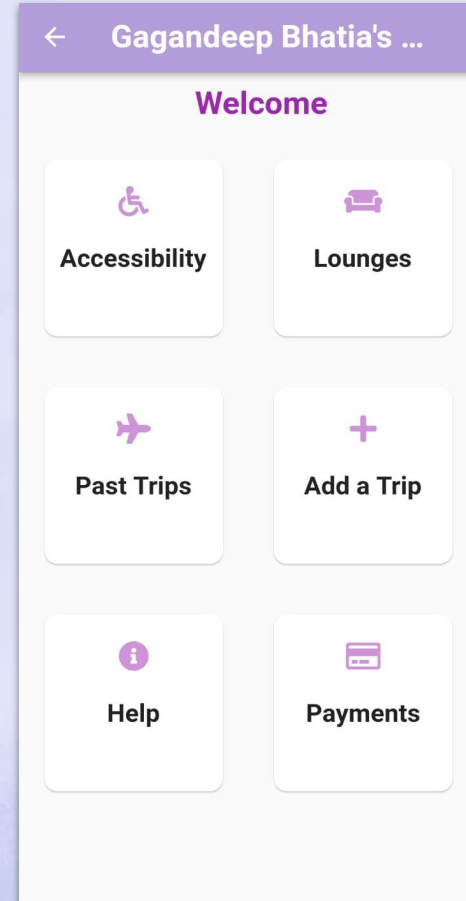 Gagandeep Bhatia's ...
Welcome
Accessibility
Lounges
Past Trips
Add a Trip
Help
Payments